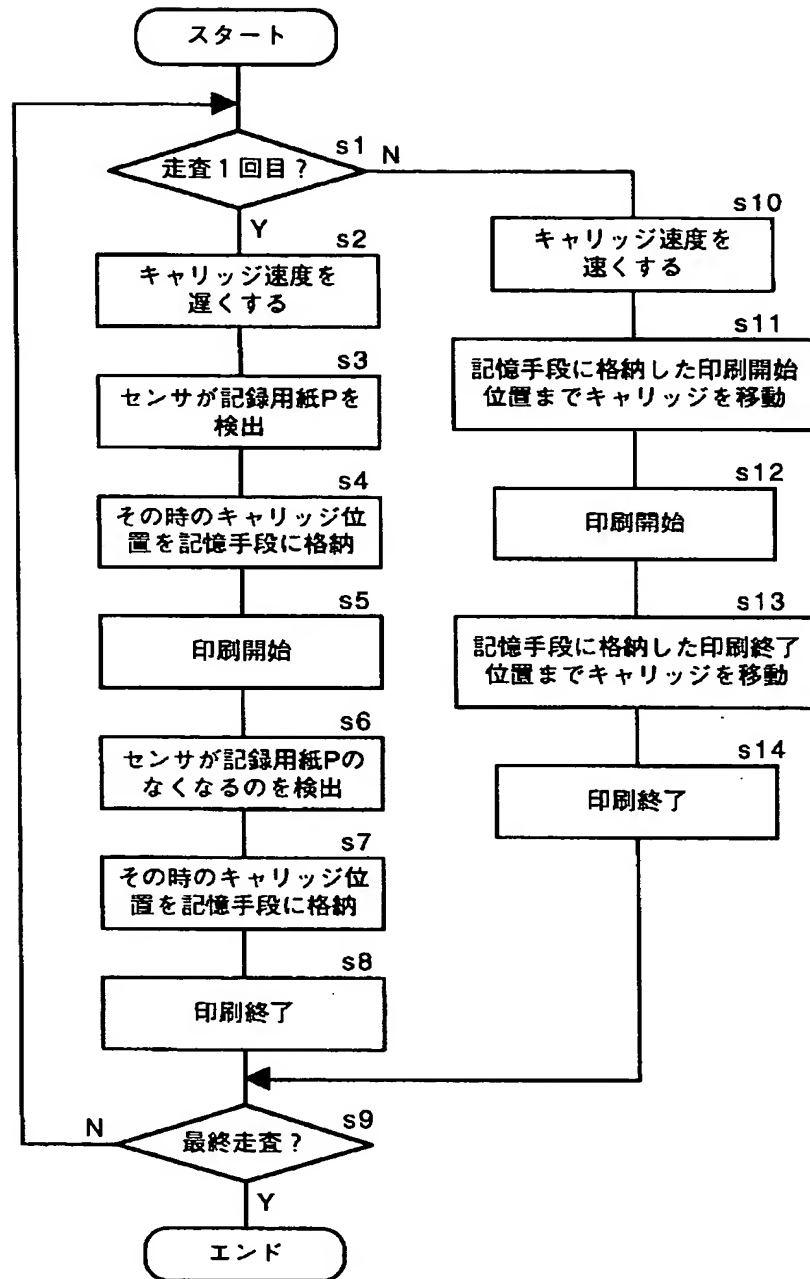 スタート
走査1回目?
s1
N
Y
s2
キャリッジ速度を
遅くする
s3
センサが記録用紙Pを
検出
s4
その時のキャリッジ位
置を記憶手段に格納
s5
印刷開始
s6
センサが記録用紙Pの
なくなるのを検出
s7
その時のキャリッジ位
置を記憶手段に格納
s8
印刷終了
s10
キャリッジ速度を
速くする
s11
記憶手段に格納した印刷開始
位置までキャリッジを移動
s12
印刷開始
s13
記憶手段に格納した印刷終了
位置までキャリッジを移動
s14
印刷終了
N
s9
最終走査?
Y
エンド